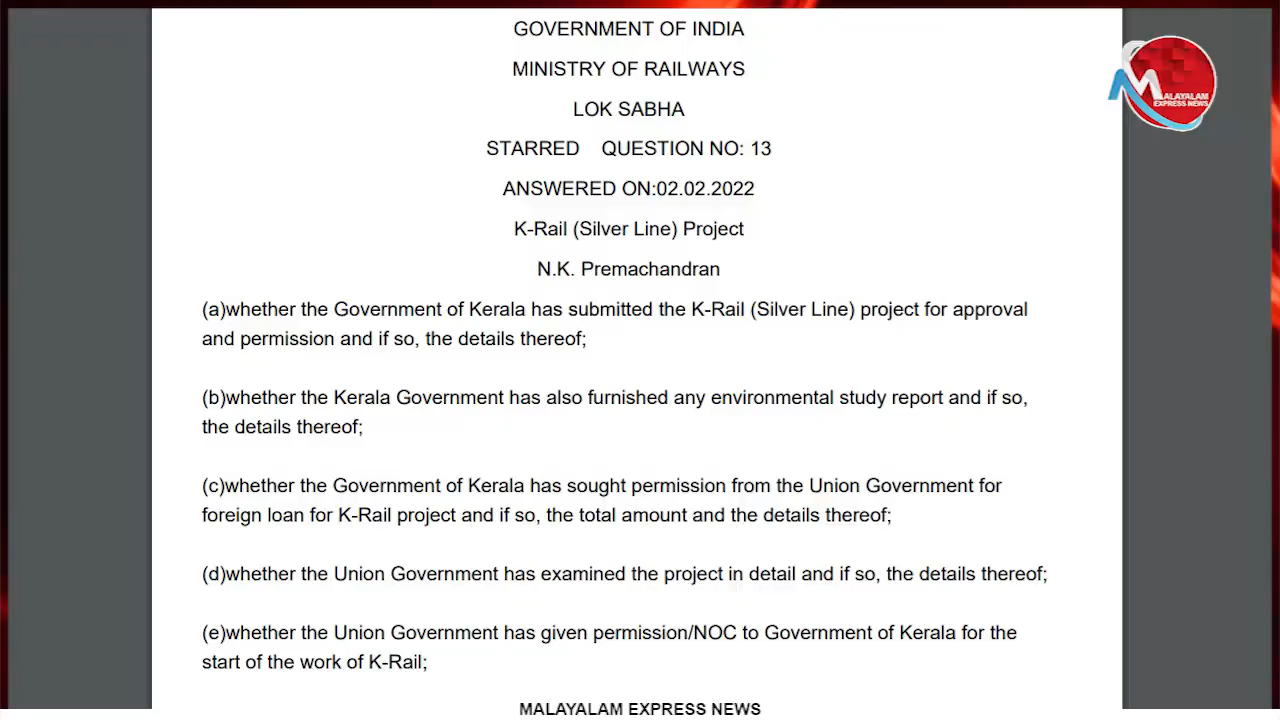 GOVERNMENT OF INDIA
MINISTRY OF RAILWAYS
LOK SABHA
STARRED QUESTION NO: 13
ANSWERED ON:02.02.2022
K-Rail (Silver Line) Project
N.K. Premachandran
(a)whether the Government of Kerala has submitted the K-Rail (Silver Line) project for approval
and permission and if so, the details thereof;
(b)whether the Kerala Government has also furnished any environmental study report and if so,
the details thereof;
(c)whether the Government of Kerala has sought permission from the Union Government for
foreign loan for K-Rail project and if so, the total amount and the details thereof;
(d)whether the Union Government has examined the project in detail and if so, the details thereof;
(e)whether the Union Government has given permission/NOC to Government of Kerala for the
start of the work of K-Rail;
MALAYALAM EXPRESS NEWS
MALAYALAM
EXPRESS NEWS